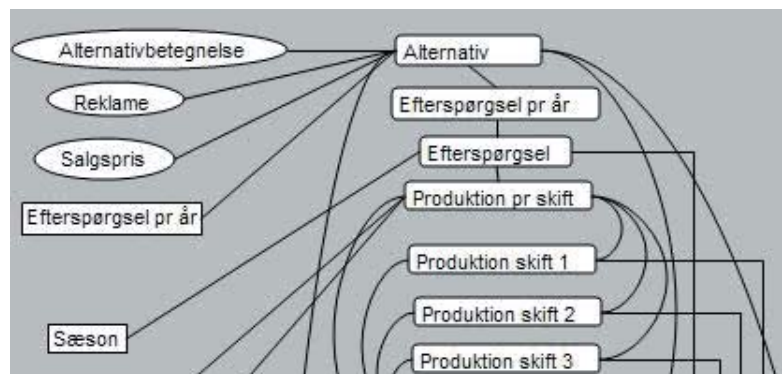 Alternativbetegnelse
Alternativ
Reklame
Efterspørgsel pr år
Salgspris
Efterspørgsel
Produktion pr skift
Efterspørgsel pr år
Produktion skift 1
Produktion skift 2
Sæson
Produktion skift 3